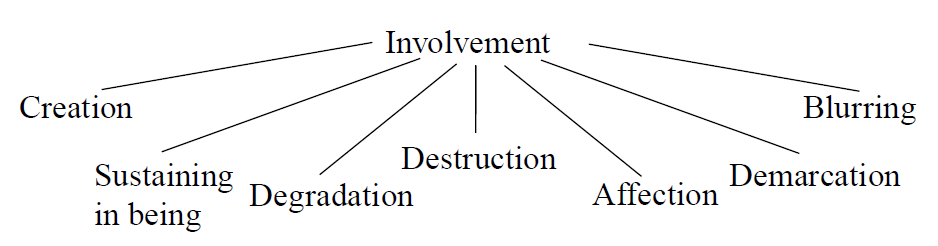 Involvement
Creation
Blurring
Destruction
Sustaining
in being
Degradation
Affection
Demarcation